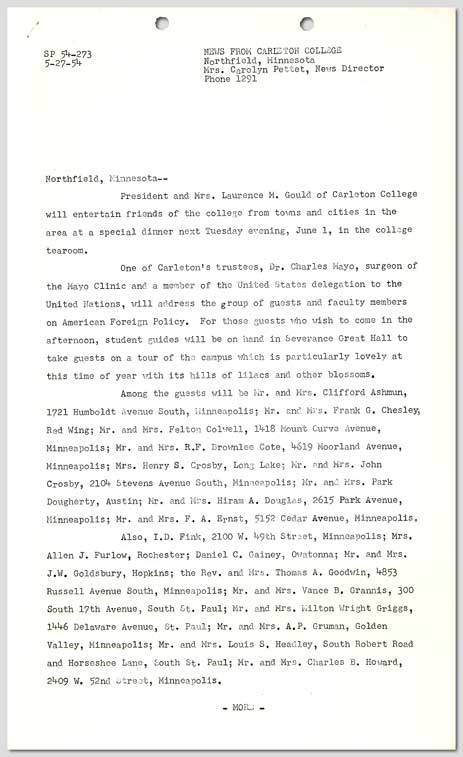 SP 54-273
5-27-54
NEWS FROM CARLETON COLLEGE
Northfield, Minnesota
Mrs. Carolyn Pettet, News Director
Phone 1291
Northfield, Minnesota--
President and Mrs. Laurence M. Gould of Carleton College
will entertain friends of the college from towns and cities in the
area at a special dinner next Tuesday evening, June 1, in the college
tearoom.
One of Carleton's trustees, Dr. Charles Mayo, surgeon of
the Mayo Clinic and a member of the United States delegation to the
United Nations, will address the group of guests and faculty members
on American Foreign Policy. For those guests who wish to come in the
afternoon, student guides will be on hand in Severance Great Hall to
take guests on a tour of the campus which is particularly lovely at
this time of year with its hills of lilacs and other blossoms.
Among the guests will be Mr. and Mrs. Clifford Ashmun,
1721 Humboldt Avenue South, Minneapolis; Mr. and Mrs. Frank G. Chesley,
Red Wing; Mr. and Mrs. Felton Colwell, 1418 Mount Curve Avenue,
Minneapolis; Mr. and Mrs. R.F. Brownlee Cote, 4619 Moorland Avenue,
Minneapolis; Mrs. Henry S. Crosby, Long Lake; Mr. and Mrs. John
Crosby, 2104 Stevens Avenue South, Minneapolis; Mr. and Mrs. Park
Dougherty, Austin; Mr. and Mrs. Hiram A. Douglas, 2615 Park Avenue,
Minneapolis; Mr. and Mrs. F. A. Ernst, 5152 Cedar Avenue, Minneapolis.
Also, I.D. Fink, 2100 W. 49th Street, Minneapolis; Mrs.
Allen J. Furlow, Rochester; Daniel C. Gainey, Owatonna; Mr. and Mrs.
J.W. Goldsbury, Hopkins; the Rev. and Mrs. Thomas A. Goodwin, 4853
Russell Avenue South, Minneapolis; Mr. and Mrs. Vance B. Grannis, 300
South 17th Avenue, South St. Paul; Mr. and Mrs. Milton Wright Griggs,
1446 Delaware Avenue, St. Paul; Mr. and Mrs. A.P. Gruman, Golden
Valley, Minneapolis; Mr. and Mrs. Louis S. Headley, South Robert Road
and Horseshoe Lane, South St. Paul; Mr. and Mrs. Charles B. Howard,
2409 W. 52nd Street, Minneapolis.
- MORE -